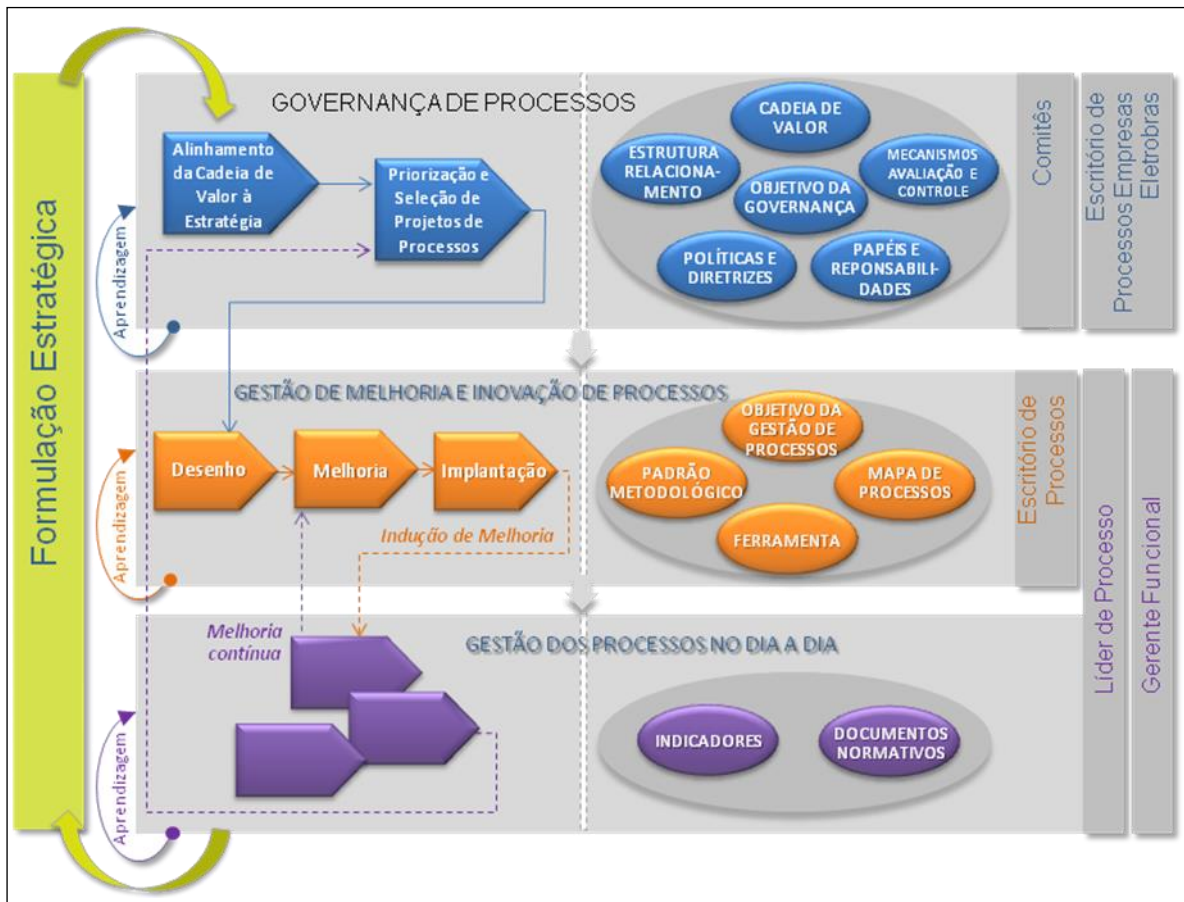 Formulação Estratégica
GOVERNANÇA DE PROCESSOS
Alinhamento
da Cadeia de
Valor à
Estratégia
Priorização e
Seleção de
Projetos de
Processos
Aprendizagem
CADEIA DE
VALOR
ESTRUTURA
RELACIONA-
MENTO
MECANISMOS
AVALIAÇÃO E
CONTROLE
OBJETIVO DA
GOVERNANÇA
POLÍTICAS E
DIRETRIZES
PAPÉIS E
REPONSABILI-
DADES
Comitês
Escritório de
Processos Empresas
Eletrobras
GESTÃO DE MELHORIA E INOVAÇÃO DE PROCESSOS
Desenho
Melhoria
Implantação
Indução de Melhoria
Aprendizagem
OBJETIVO DA
GESTÃO DE
PROCESSOS
PADRÃO
METODOLÓGICO
MAPA DE
PROCESSOS
FERRAMENTA
Escritório de
Processos
Melhoria
contínua
GESTÃO DOS PROCESSOS NO DIA A DIA
Aprendizagem
INDICADORES
DOCUMENTOS
NORMATIVOS
Líder de Processo
Gerente Funcional